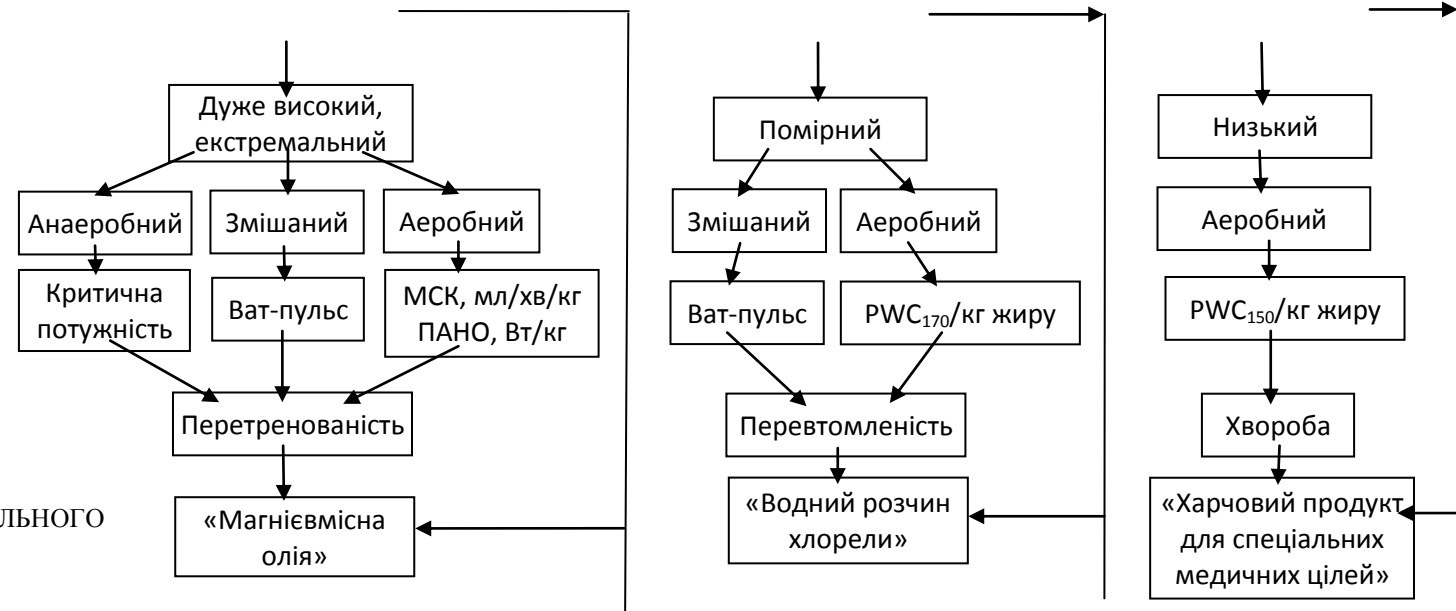 Дуже високий,
екстремальний
Помірний
Низький
Анаеробний
Змішаний
Аеробний
Змішаний
Аеробний
Аеробний
Критична
потужність
Ват-пульс
МСК, мл/хв/кг
ПАНО, Вт/кг
Ват-пульс
PWC₁₇₀/кг жиру
PWC₁₅₀/кг жиру
Перетренованість
Перевтомленість
Хвороба
ЛЬНОГО
«Магнієвмісна
олія»
«Водний розчин
хлорели»
«Харчовий продукт
для спеціальних
медичних цілей»